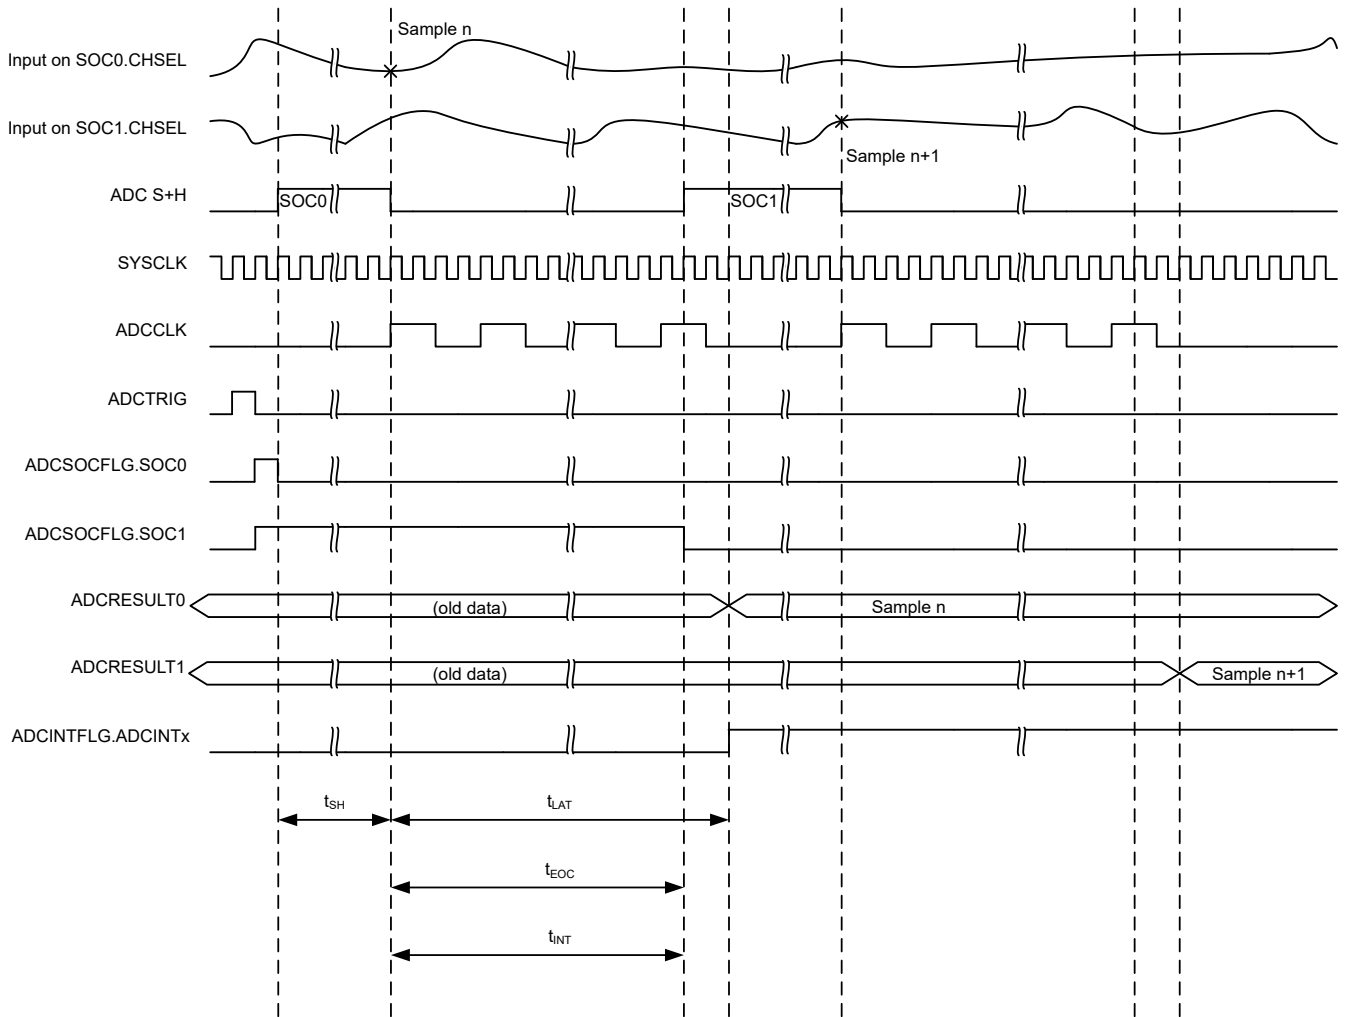 Sample n
Input on SOC0.CHSEL
Input on SOC1.CHSEL
Sample n+1
ADC S+H
SOC0
SOC1
SYSCLK
ADCCLK
ADCTRIG
ADCSOCFLG.SOC0
ADCSOCFLG.SOC1
ADCRESULT0
(old data)
Sample n
ADCRESULT1
(old data)
Sample n+1
ADCINTFLG.ADCINTx
tSH
tLAT
tEOC
tINT